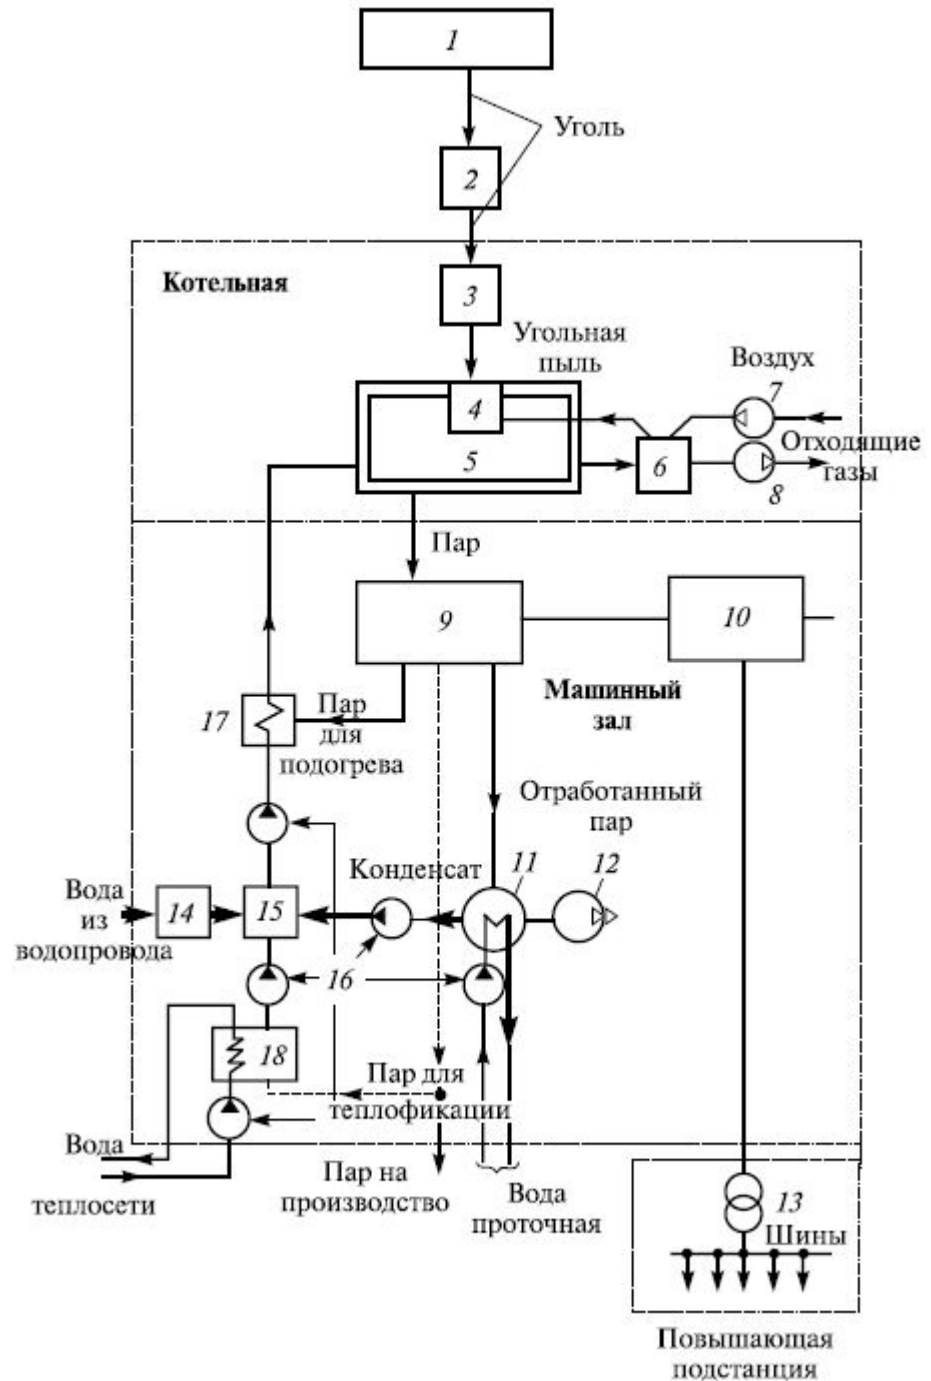 1
Уголь
2
Котельная
3
Угольная
пыль
Воздух
7
4
Отходящие
газы
5
6
8
Пар
9
10
Машинный
зал
17
Пар
для
подогрева
Отработанный
пар
Конденсат
11
12
Вода
из
водопровода
14
15
16
18
Пар для
теплофикации
Вода
теплосети
Пар на
производство
Вода
проточная
13
Шины
Повышающая
подстанция